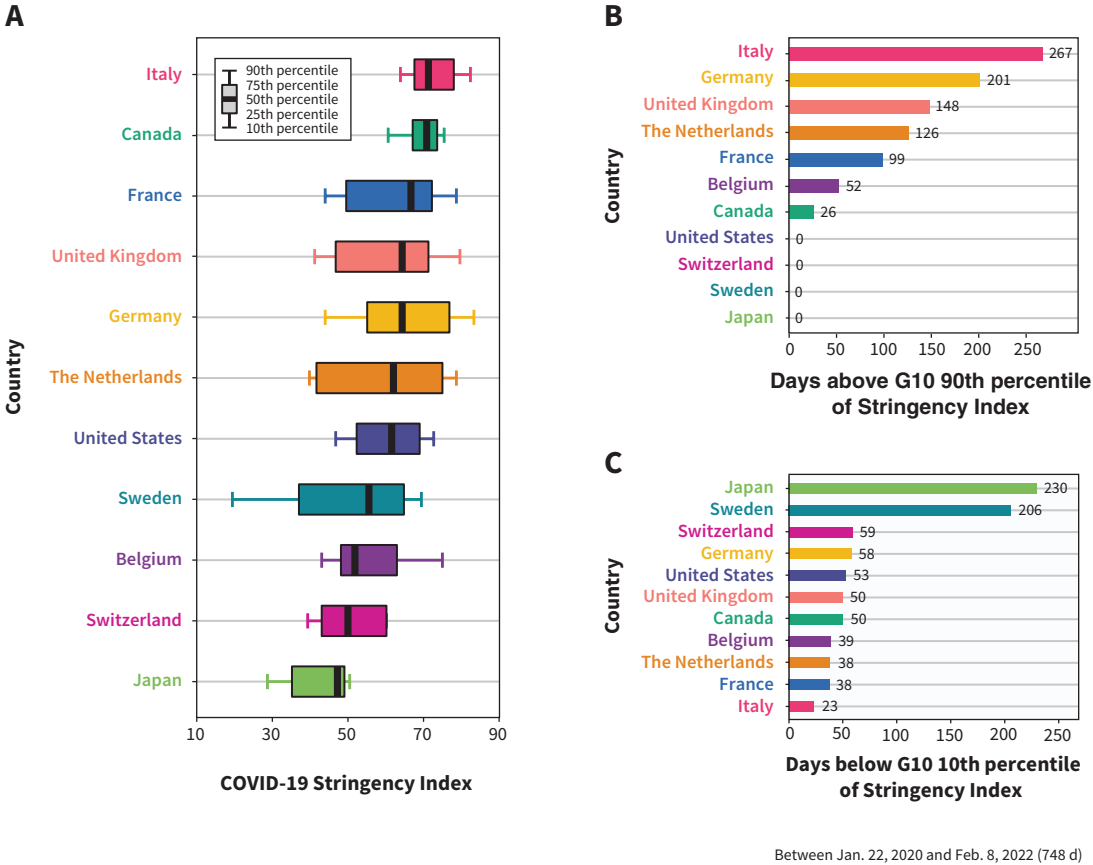 A
Italy
Canada
France
United Kingdom
Germany
The Netherlands
United States
Sweden
Belgium
Switzerland
Japan
Country
90th percentile
75th percentile
50th percentile
25th percentile
10th percentile
10 30 50 70 90
COVID-19 Stringency Index
B
Italy 267
Germany 201
United Kingdom 148
The Netherlands 126
France 99
Belgium 52
Canada 26
United States 0
Switzerland 0
Sweden 0
Japan 0
Country
0 50 100 150 200 250
Days above G10 90th percentile
of Stringency Index
C
Japan 230
Sweden 206
Switzerland 59
Germany 58
United States 53
United Kingdom 50
Canada 50
Belgium 39
The Netherlands 38
France 38
Italy 23
Country
0 50 100 150 200 250
Days below G10 10th percentile
of Stringency Index
Between Jan. 22, 2020 and Feb. 8, 2022 (748 d)